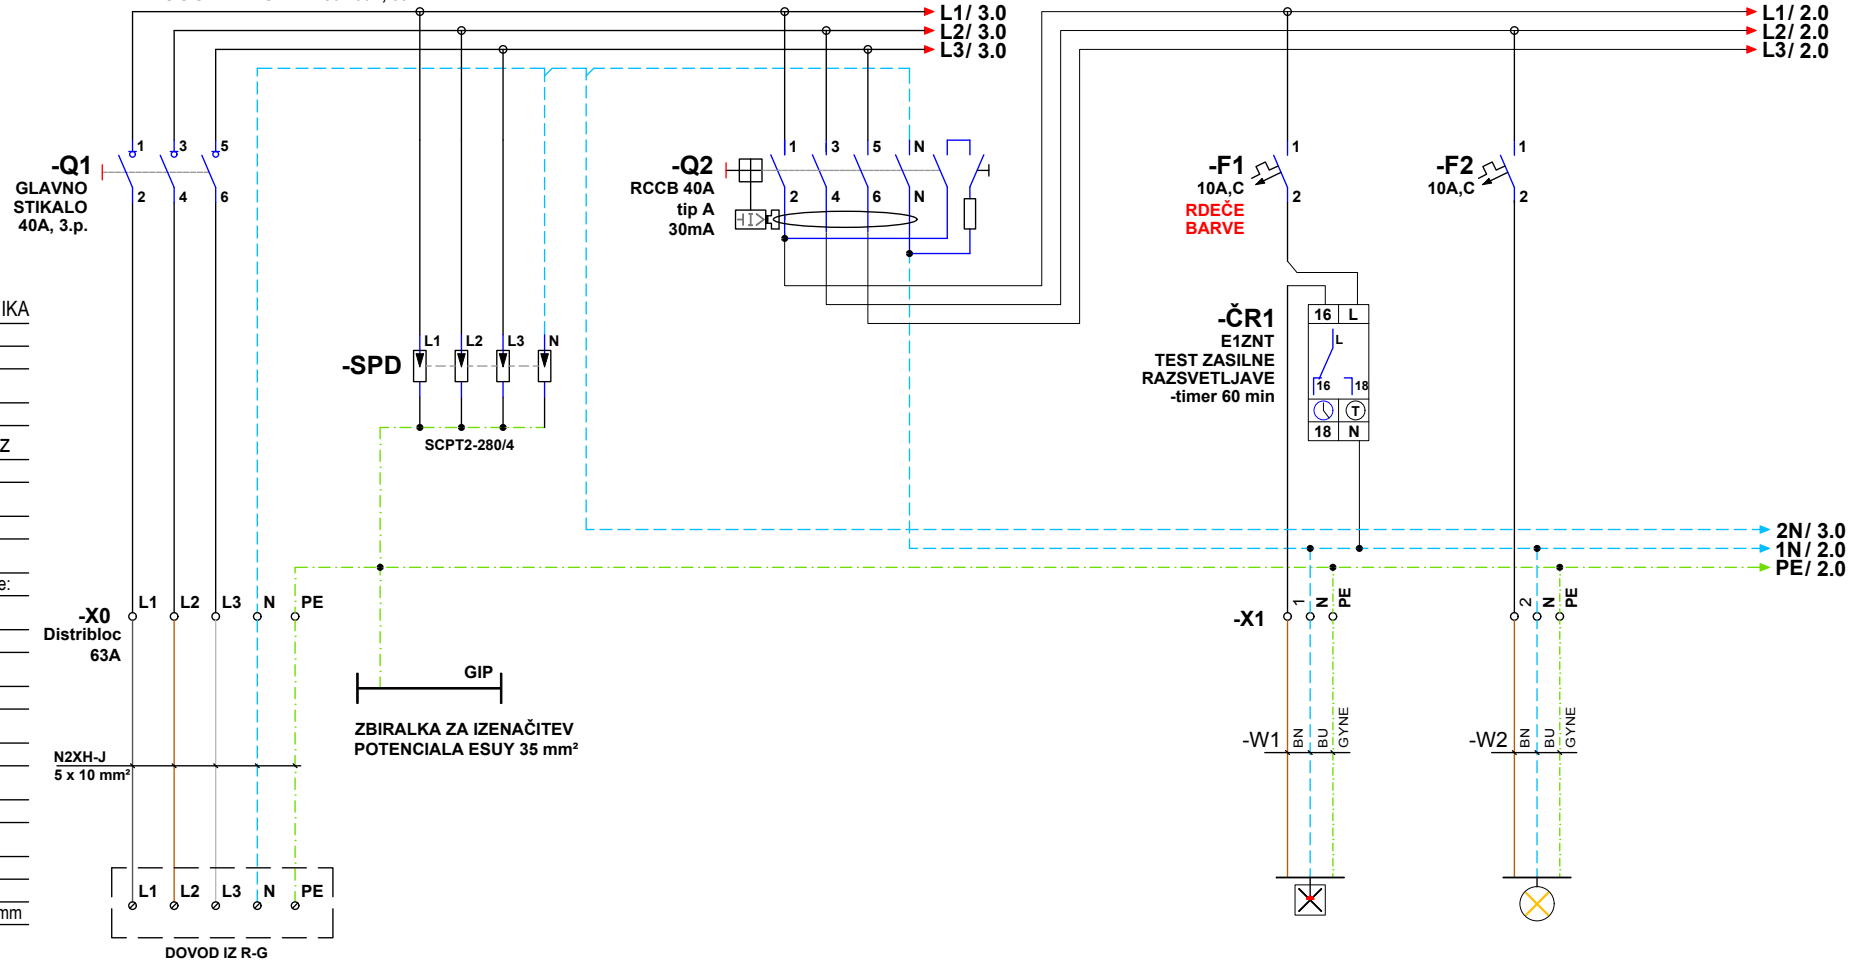 L1/ 3.0
L2/ 3.0
L3/ 3.0
L1/ 2.0
L2/ 2.0
L3/ 2.0
-Q1
GLAVNO
STIKALO
40A, 3.p.
1 3 5
2 4 6
-Q2
RCCB 40A
tip A
30mA
1 3 5 N
2 4 6 N
-F1
10A,C
RDEČE
BARVE
1
2
-F2
10A,C
1
2
IKA
-SPD
L1 L2 L3 N
SCPT2-280/4
-ČR1
E1ZNT
TEST ZASILNE
RAZSVETLJAVE
-timer 60 min
16 L
L
16 18
T
18 N
Z
2N/ 3.0
1N/ 2.0
PE/ 2.0
e:
-X0
Distribloc
63A
L1 L2 L3 N PE
-X1
1 N PE
2 N PE
GIP
ZBIRALKA ZA IZENAČITEV
POTENCIALA ESUY 35 mm²
N2XH-J
5 x 10 mm²
-W1 BN BU GYNE
-W2 BN BU GYNE
L1 L2 L3 N PE
mm
DOVOD IZ R-G